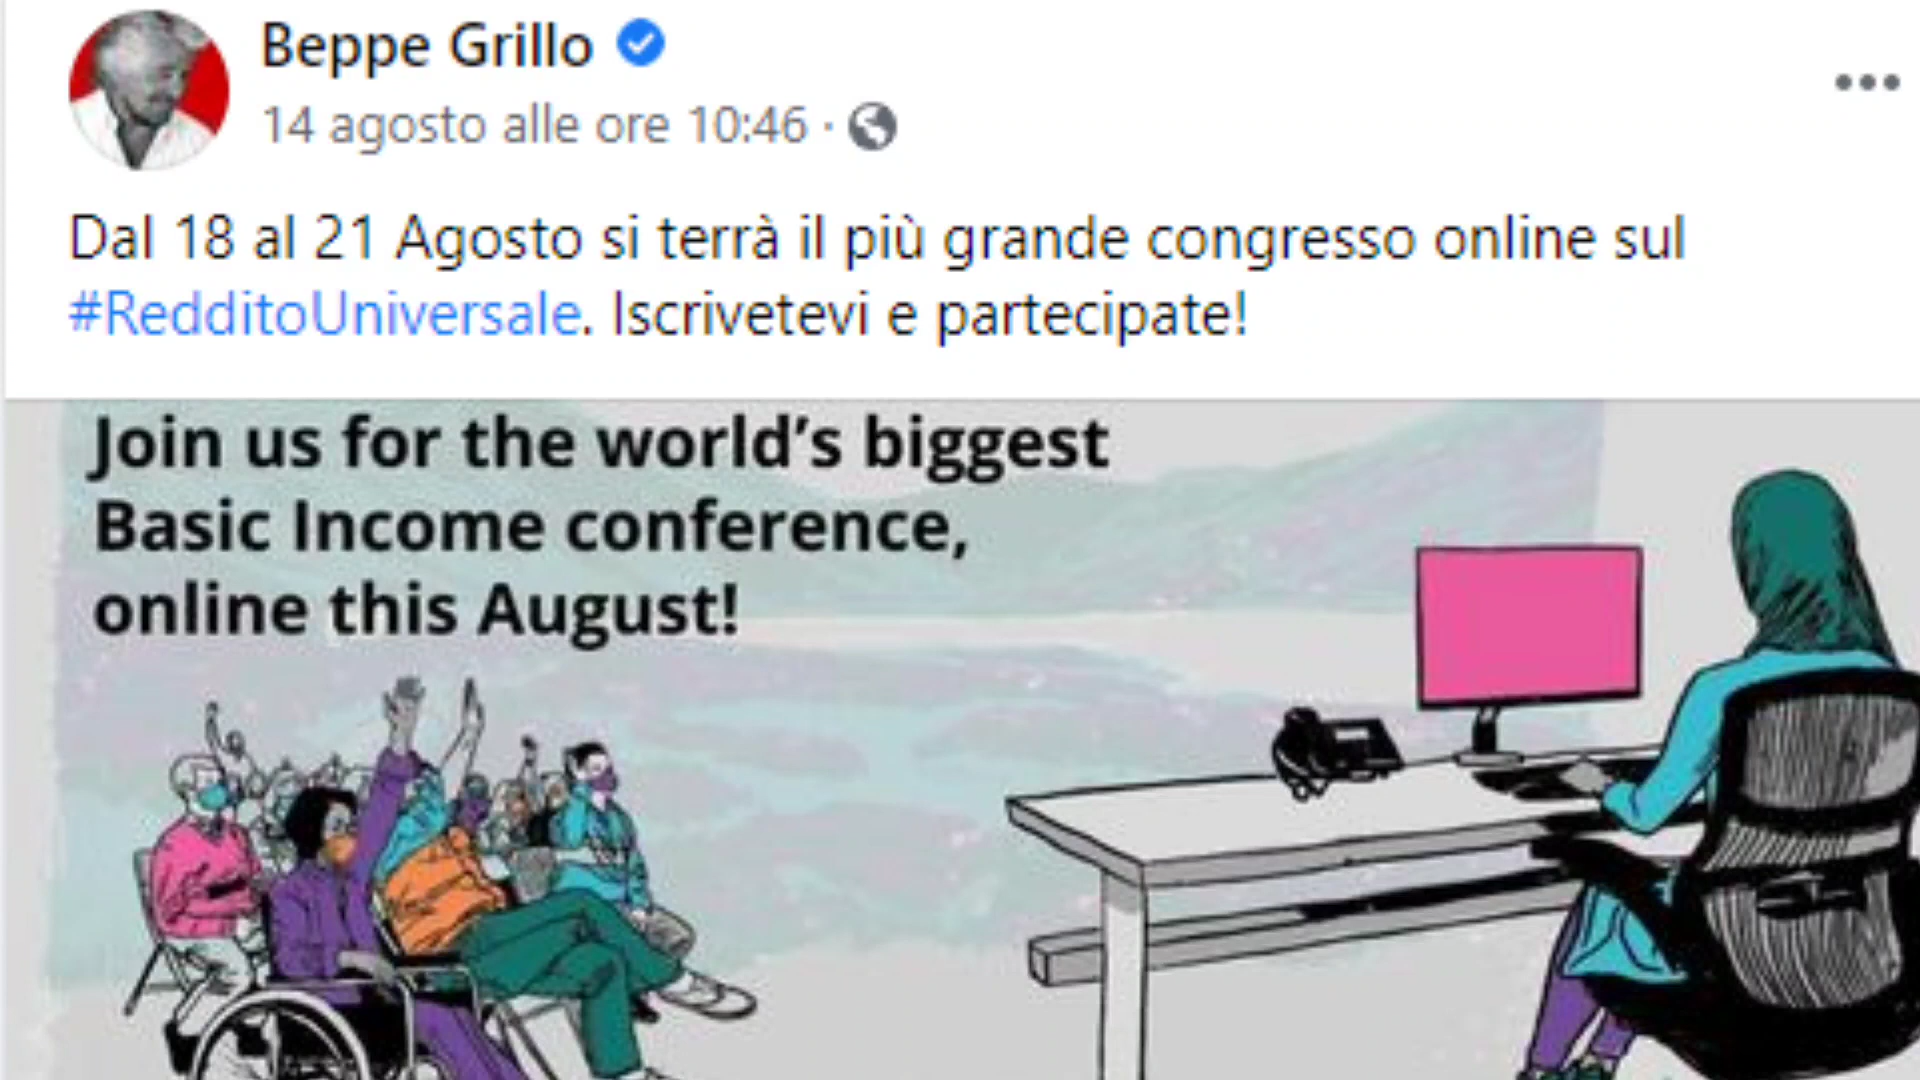 Beppe Grillo
14 agosto alle ore 10:46 ·
Dal 18 al 21 Agosto si terrà il più grande congresso online sul
#RedditoUniversale. Iscrivetevi e partecipate!
Join us for the world’s biggest
Basic Income conference,
online this August!